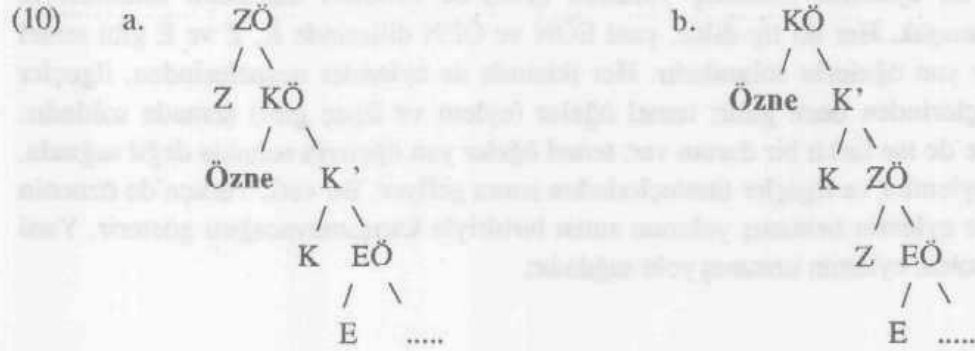 (10) a. ZÖ b. KÖ
Z KÖ Özne K’
Özne K ’ K ZÖ
K EÖ Z EÖ
E ..... E .....